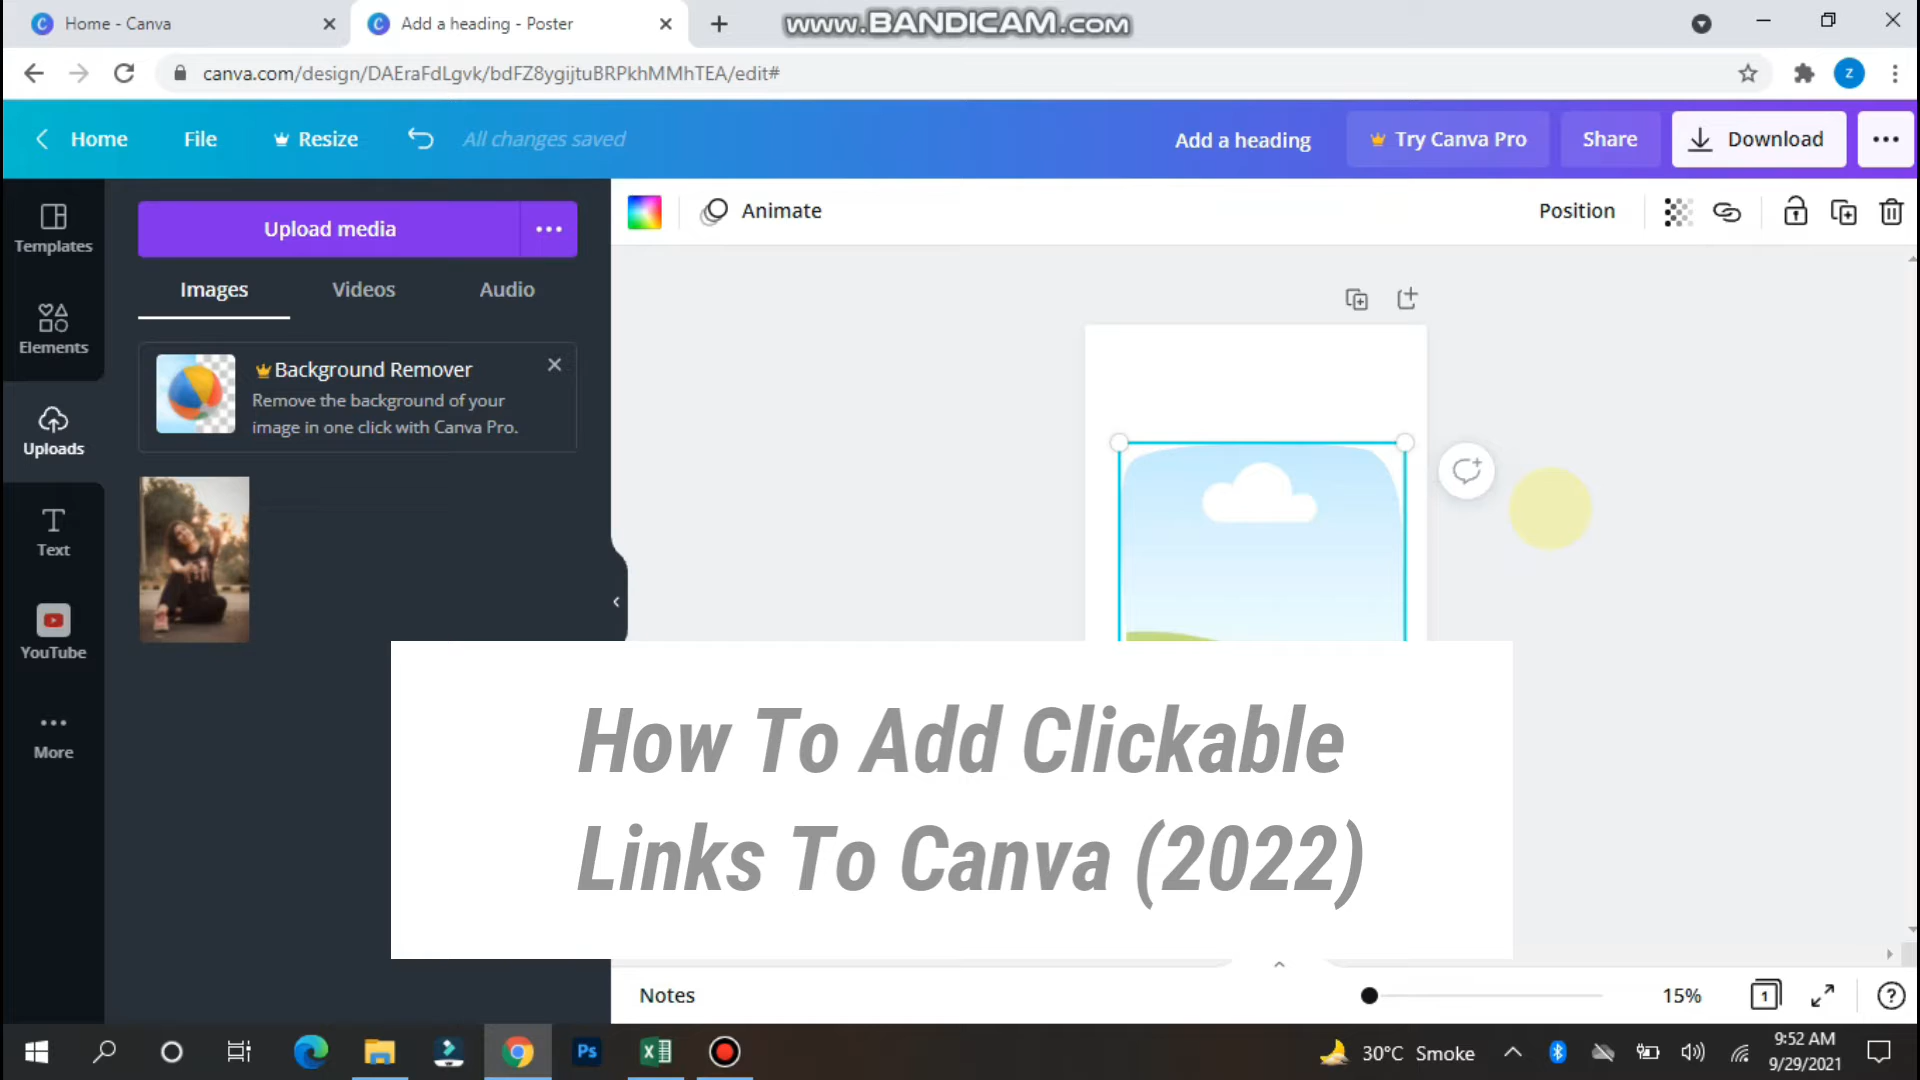 Home - Canva
Add a heading - Poster
www.BANDICAM.com
canva.com/design/DAEraFdLgvk/bdFZ8ygijtuBRPkhMMhTEA/edit#
Z
Home
File
Resize
All changes saved
Add a heading
Try Canva Pro
Share
Download
Templates
Elements
Uploads
Text
YouTube
More
Upload media
Images
Videos
Audio
Background Remover
Remove the background of your
image in one click with Canva Pro.
Animate
Position
How To Add Clickable
Links To Canva (2022)
Notes
15%
1
Ps
30°C Smoke
9:52 AM
9/29/2021